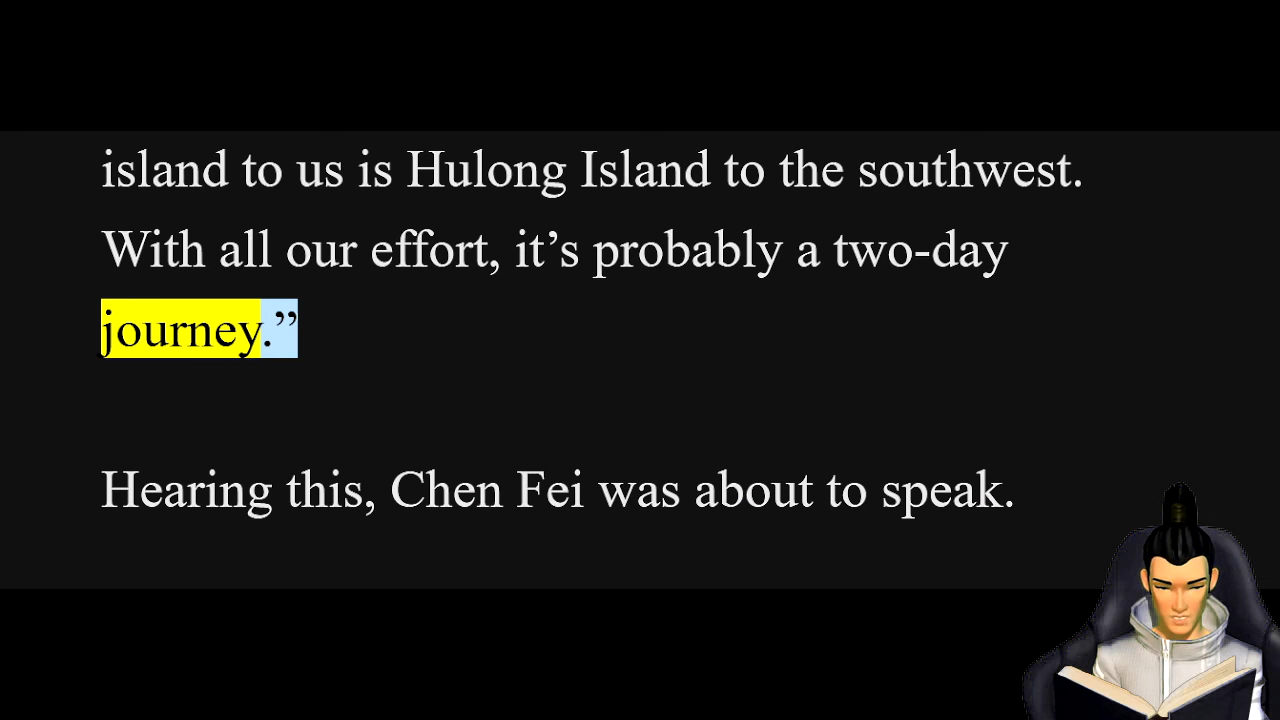 island to us is Hulong Island to the southwest.
With all our effort, it’s probably a two-day
journey.”
Hearing this, Chen Fei was about to speak.